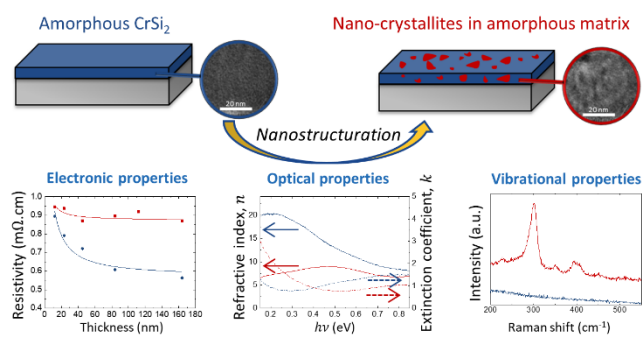 Amorphous CrSi₂
Nano-crystallites in amorphous matrix
20 nm
20 nm
Nanostructuration
Electronic properties
Optical properties
Vibrational properties
Resistivity (mΩ.cm)
1.0
0.9
0.8
0.7
0.6
0.5
0.4
0 20 40 60 80 100 120 140 160 180
Thickness (nm)
Refractive index, n
20
15
10
5
0
0.2 0.3 0.4 0.5 0.6 0.7 0.8
hν (eV)
5
4
3
2
1
0
Extinction coefficient, k
Intensity (a.u.)
200 300 400 500
Raman shift (cm⁻¹)